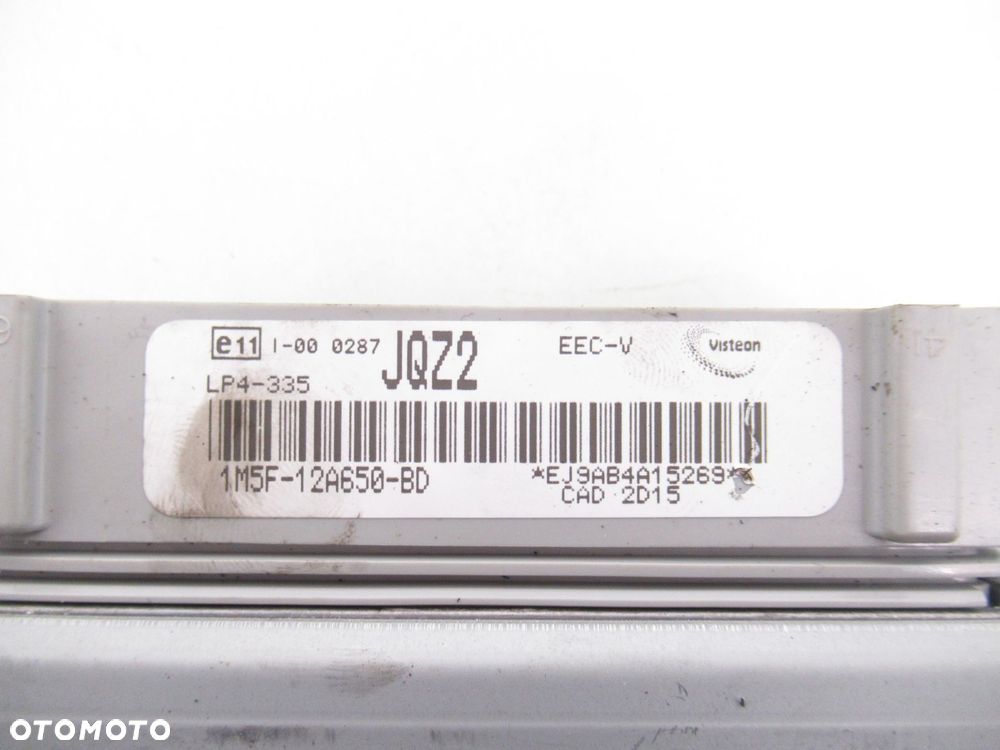 e11 I-00 0287 JQZ2 EEC-V Visteon
LP4-335
1M5F-12A650-BD *EJ9AB4A15269*
CAD 2D15
OTOMOTO